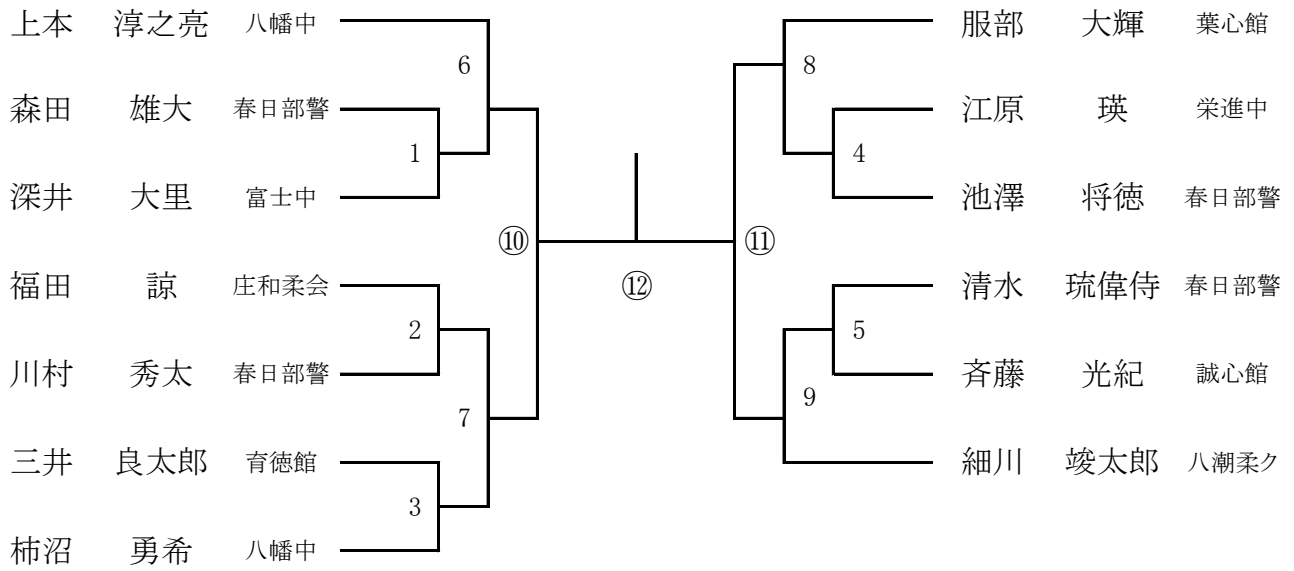 上本 淳之亮 八幡中
6
森田 雄大 春日部警
1
深井 大里 富士中
⑩
福田 諒 庄和柔会
2
川村 秀太 春日部警
7
三井 良太郎 育徳館
3
柿沼 勇希 八幡中
⑫
服部 大輝 葉心館
8
江原 瑛 栄進中
4
池澤 将徳 春日部警
⑪
清水 琉偉侍 春日部警
5
斉藤 光紀 誠心館
9
細川 竣太郎 八潮柔ク